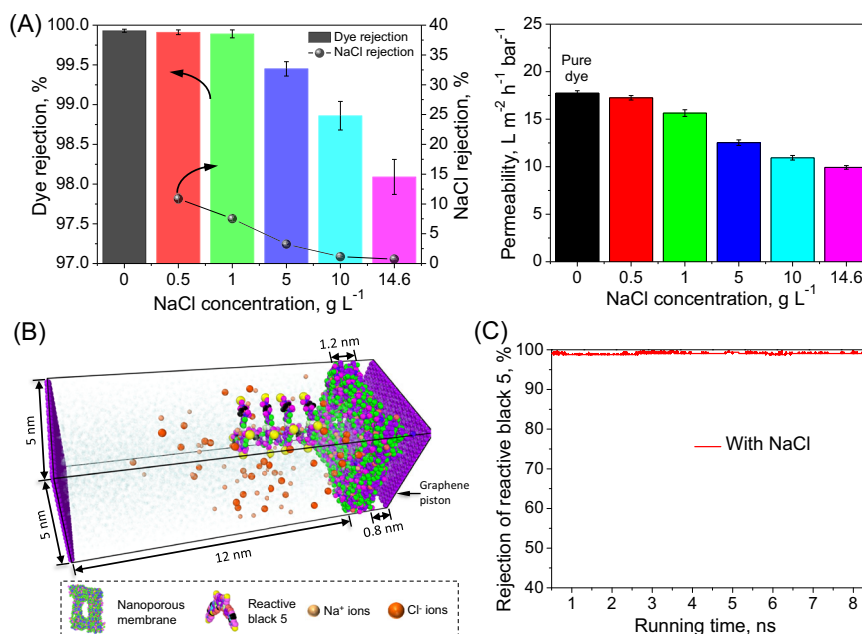 (A)
100.0
99.5
99.0
98.5
98.0
97.5
97.0
Dye rejection, %
Dye rejection
NaCl rejection
40
35
30
25
20
15
10
5
0
NaCl rejection, %
0 0.5 1 5 10 14.6
NaCl concentration, g L⁻¹
25
20
15
10
5
0
Permeability, L m⁻² h⁻¹ bar⁻¹
Pure
dye
0 0.5 1 5 10 14.6
NaCl concentration, g L⁻¹
(B)
1.2 nm
5 nm
5 nm
12 nm
0.8 nm
Graphene
piston
Nanoporous
membrane
Reactive
black 5
Na⁺ ions
Cl⁻ ions
(C)
100
90
80
70
60
50
40
Rejection of reactive black 5, %
With NaCl
1 2 3 4 5 6 7 8
Running time, ns